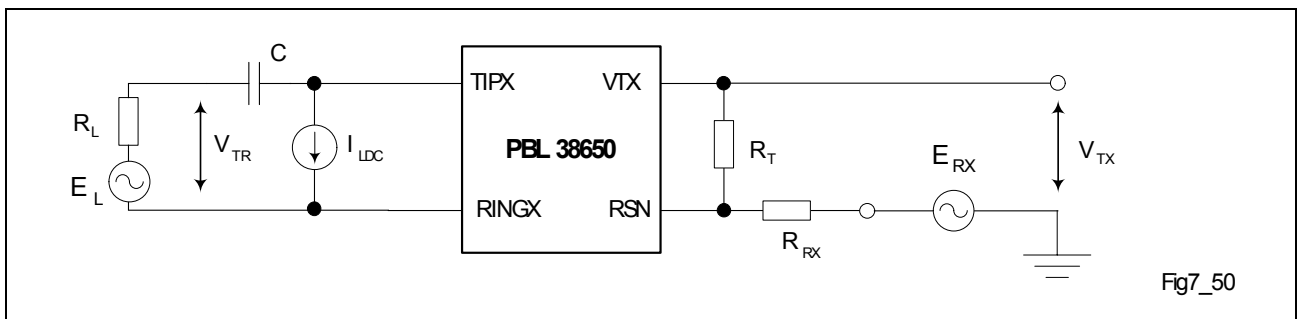 C
TIPX VTX
R_L
V_TR
I_LDC
PBL 38650
R_T
E_RX
V_TX
E_L
RINGX RSN
R_RX
Fig7_50